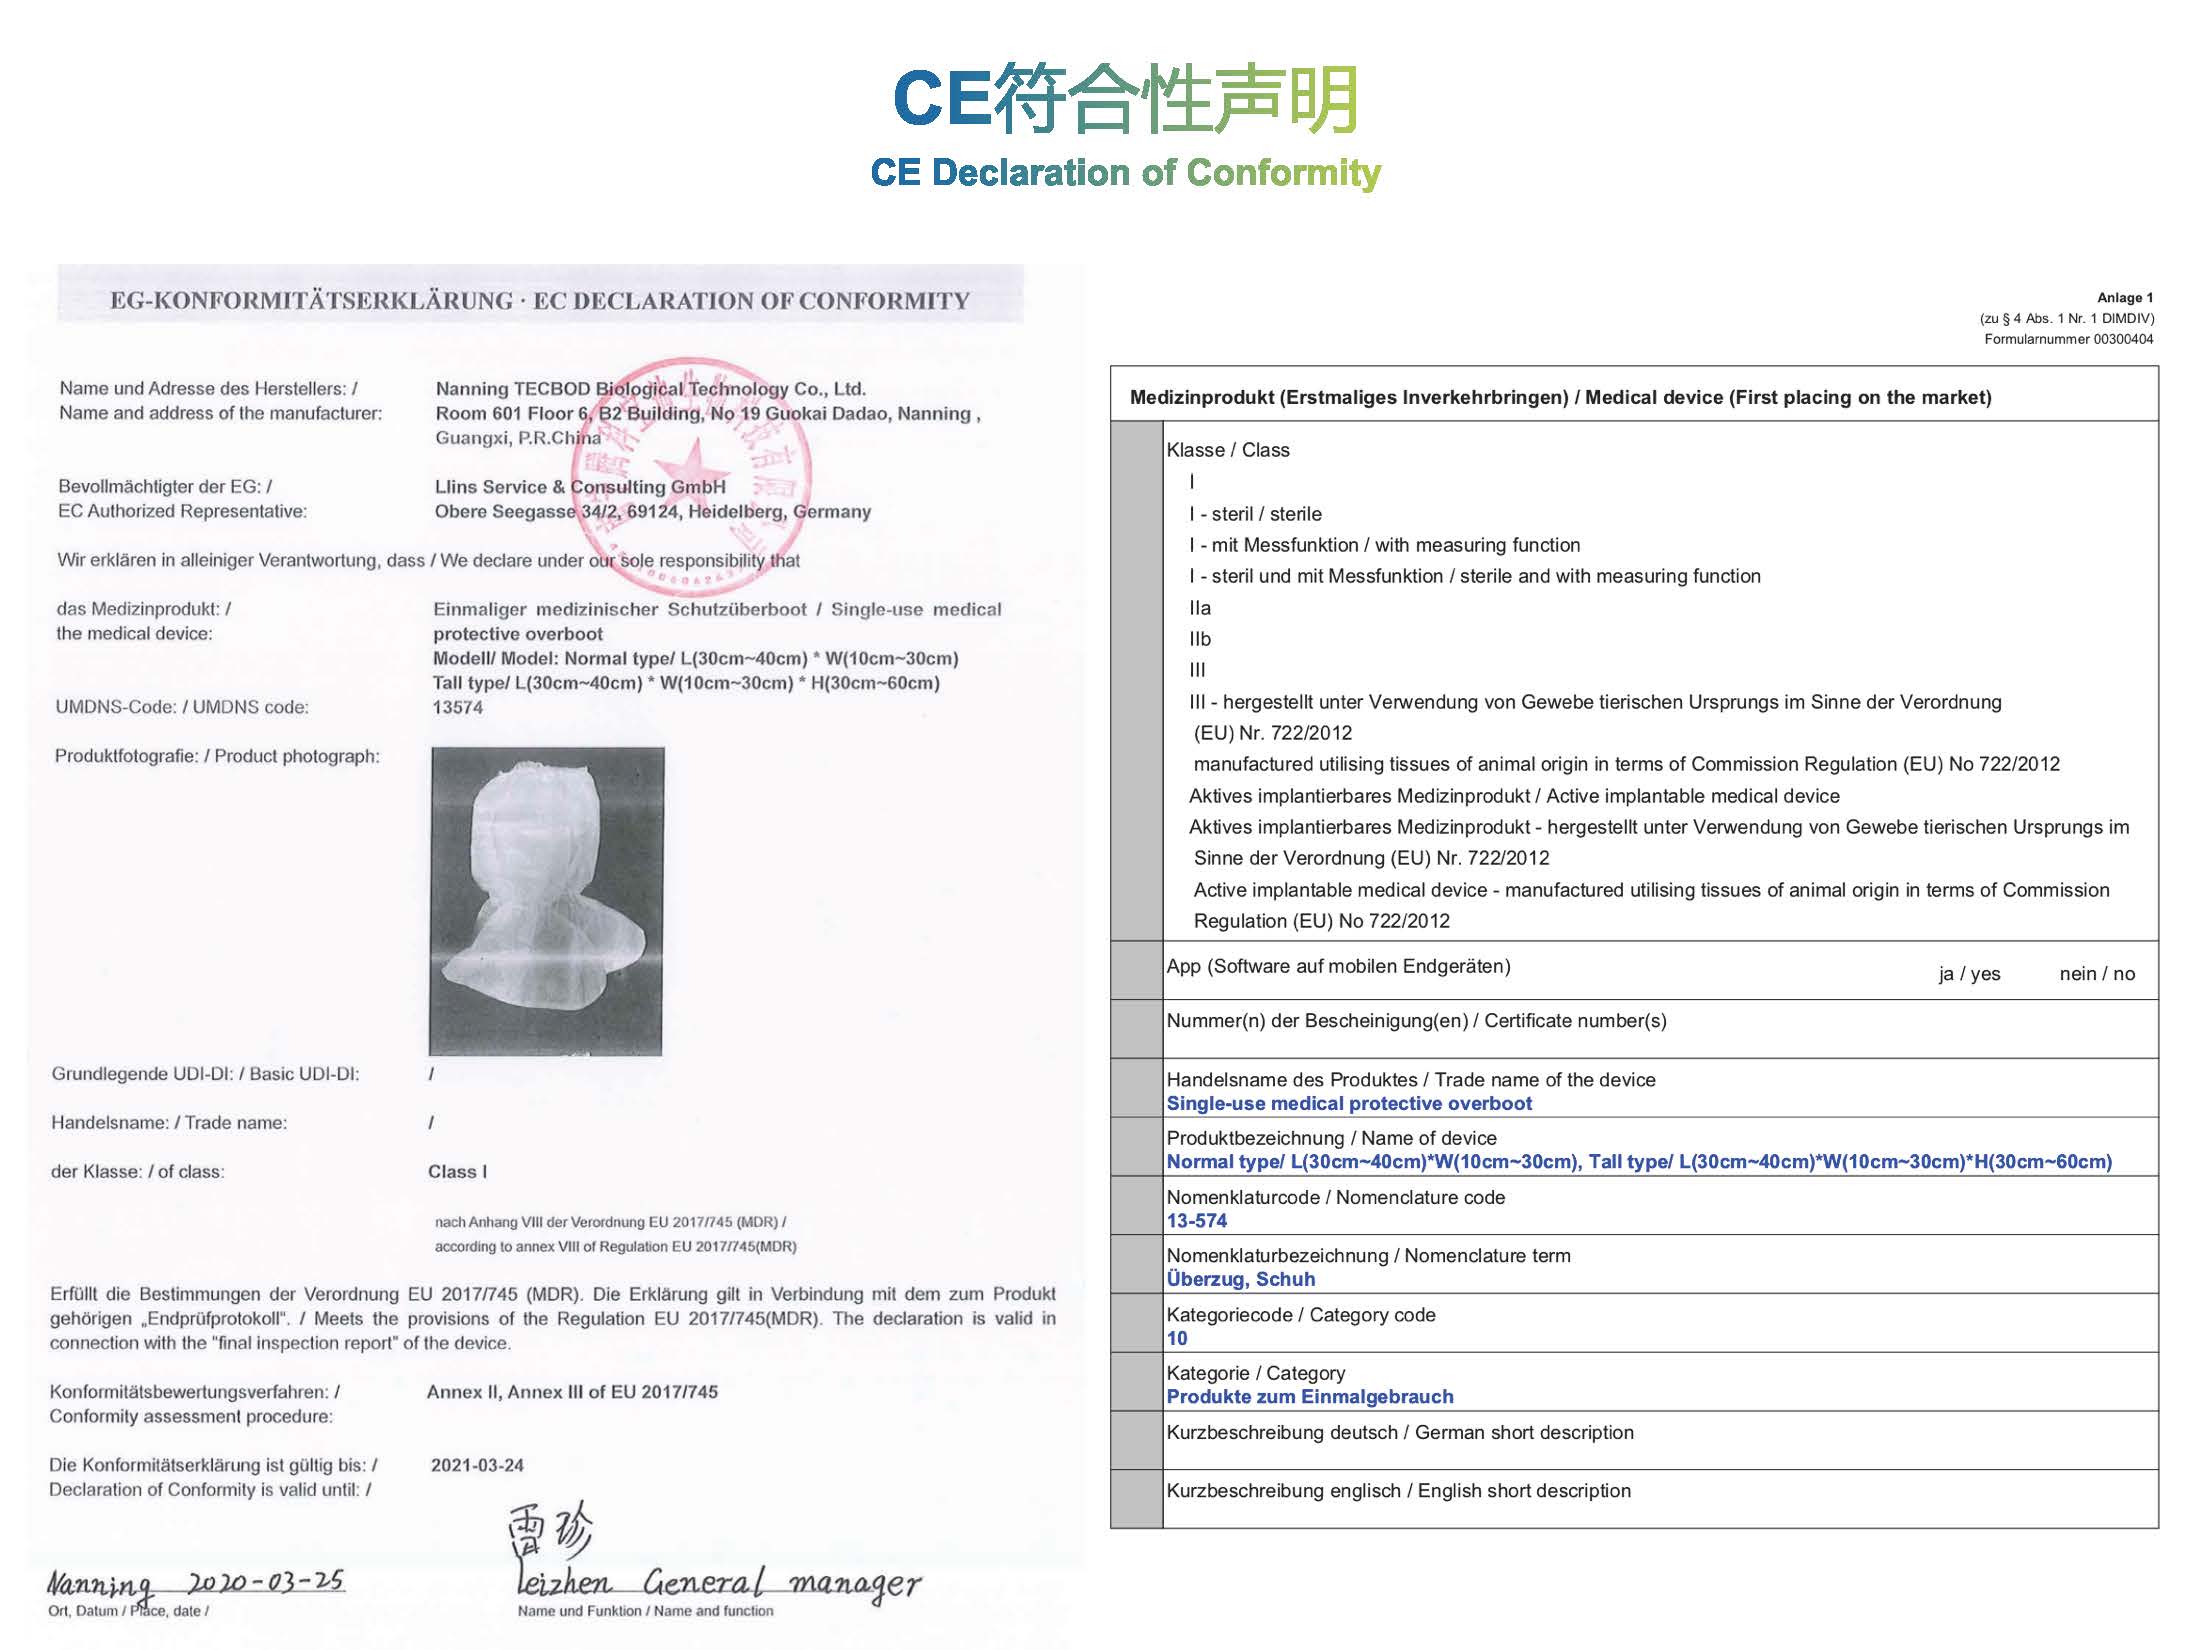 CE符合性声明
CE Declaration of Conformity
EG-KONFORMITÄTSERKLÄRUNG · EC DECLARATION OF CONFORMITY
Name und Adresse des Herstellers: /
Name and address of the manufacturer:
Nanning TECBOD Biological Technology Co., Ltd.
Room 601 Floor 6, B2 Building, No 19 Guokai Dadao, Nanning ,
Guangxi, P.R.China
Bevollmächtigter der EG: /
EC Authorized Representative:
Llins Service & Consulting GmbH
Obere Seegasse 34/2, 69124, Heidelberg, Germany
Wir erklären in alleiniger Verantwortung, dass / We declare under our sole responsibility that
das Medizinprodukt: /
the medical device:
Einmaliger medizinischer Schutzüberboot / Single-use medical
protective overboot
Modell/ Model: Normal type/ L(30cm~40cm) * W(10cm~30cm)
Tall type/ L(30cm~40cm) * W(10cm~30cm) * H(30cm~60cm)
UMDNS-Code: / UMDNS code:
13574
Produktfotografie: / Product photograph:
Grundlegende UDI-DI: / Basic UDI-DI:
/
Handelsname: / Trade name:
/
der Klasse: / of class:
Class I
nach Anhang VIII der Verordnung EU 2017/745 (MDR) /
according to annex VIII of Regulation EU 2017/745(MDR)
Erfüllt die Bestimmungen der Verordnung EU 2017/745 (MDR). Die Erklärung gilt in Verbindung mit dem zum Produkt
gehörigen „Endprüfprotokoll“. / Meets the provisions of the Regulation EU 2017/745(MDR). The declaration is valid in
connection with the "final inspection report" of the device.
Konformitätsbewertungsverfahren: /
Conformity assessment procedure:
Annex II, Annex III of EU 2017/745
Die Konformitätserklärung ist gültig bis: /
Declaration of Conformity is valid until: /
2021-03-24
雷珍
Nanning 2020-03-25
leizhen General manager
Ort, Datum / Place, date /
Name und Funktion / Name and function
Anlage 1
(zu § 4 Abs. 1 Nr. 1 DIMDIV)
Formularnummer 00300404
Medizinprodukt (Erstmaliges Inverkehrbringen) / Medical device (First placing on the market)
Klasse / Class
I
I - steril / sterile
I - mit Messfunktion / with measuring function
I - steril und mit Messfunktion / sterile and with measuring function
IIa
IIb
III
III - hergestellt unter Verwendung von Gewebe tierischen Ursprungs im Sinne der Verordnung
(EU) Nr. 722/2012
manufactured utilising tissues of animal origin in terms of Commission Regulation (EU) No 722/2012
Aktives implantierbares Medizinprodukt / Active implantable medical device
Aktives implantierbares Medizinprodukt - hergestellt unter Verwendung von Gewebe tierischen Ursprungs im
Sinne der Verordnung (EU) Nr. 722/2012
Active implantable medical device - manufactured utilising tissues of animal origin in terms of Commission
Regulation (EU) No 722/2012
App (Software auf mobilen Endgeräten)
ja / yes nein / no
Nummer(n) der Bescheinigung(en) / Certificate number(s)
Handelsname des Produktes / Trade name of the device
Single-use medical protective overboot
Produktbezeichnung / Name of device
Normal type/ L(30cm~40cm)*W(10cm~30cm), Tall type/ L(30cm~40cm)*W(10cm~30cm)*H(30cm~60cm)
Nomenklaturcode / Nomenclature code
13-574
Nomenklaturbezeichnung / Nomenclature term
Überzug, Schuh
Kategoriecode / Category code
10
Kategorie / Category
Produkte zum Einmalgebrauch
Kurzbeschreibung deutsch / German short description
Kurzbeschreibung englisch / English short description